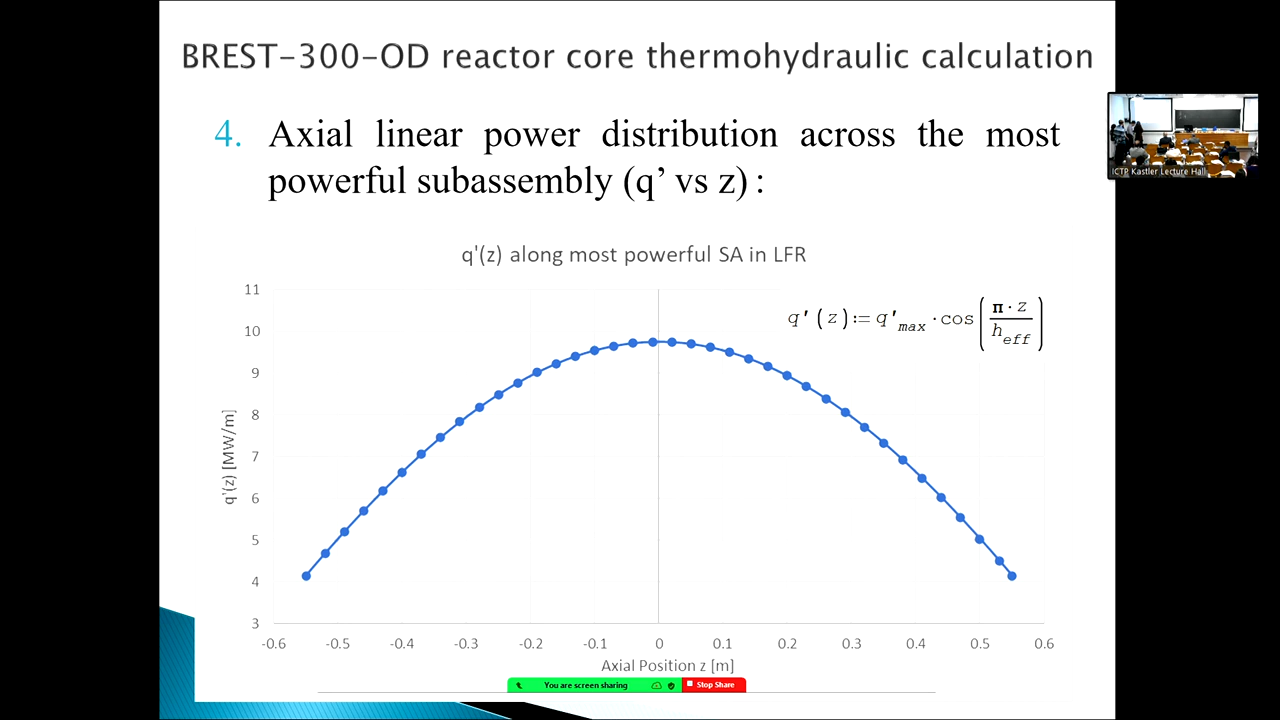 BREST-300-OD reactor core thermohydraulic calculation
4. Axial linear power distribution across the most
powerful subassembly (q’ vs z) :
ICTP Kastler Lecture Hall
q'(z) along most powerful SA in LFR
q'(z):= q'max · cos(π · z / heff)
q'(z) [MW/m]
11
10
9
8
7
6
5
4
3
-0.6 -0.5 -0.4 -0.3 -0.2 -0.1 0 0.1 0.2 0.3 0.4 0.5 0.6
Axial Position z [m]
You are screen sharing Stop Share